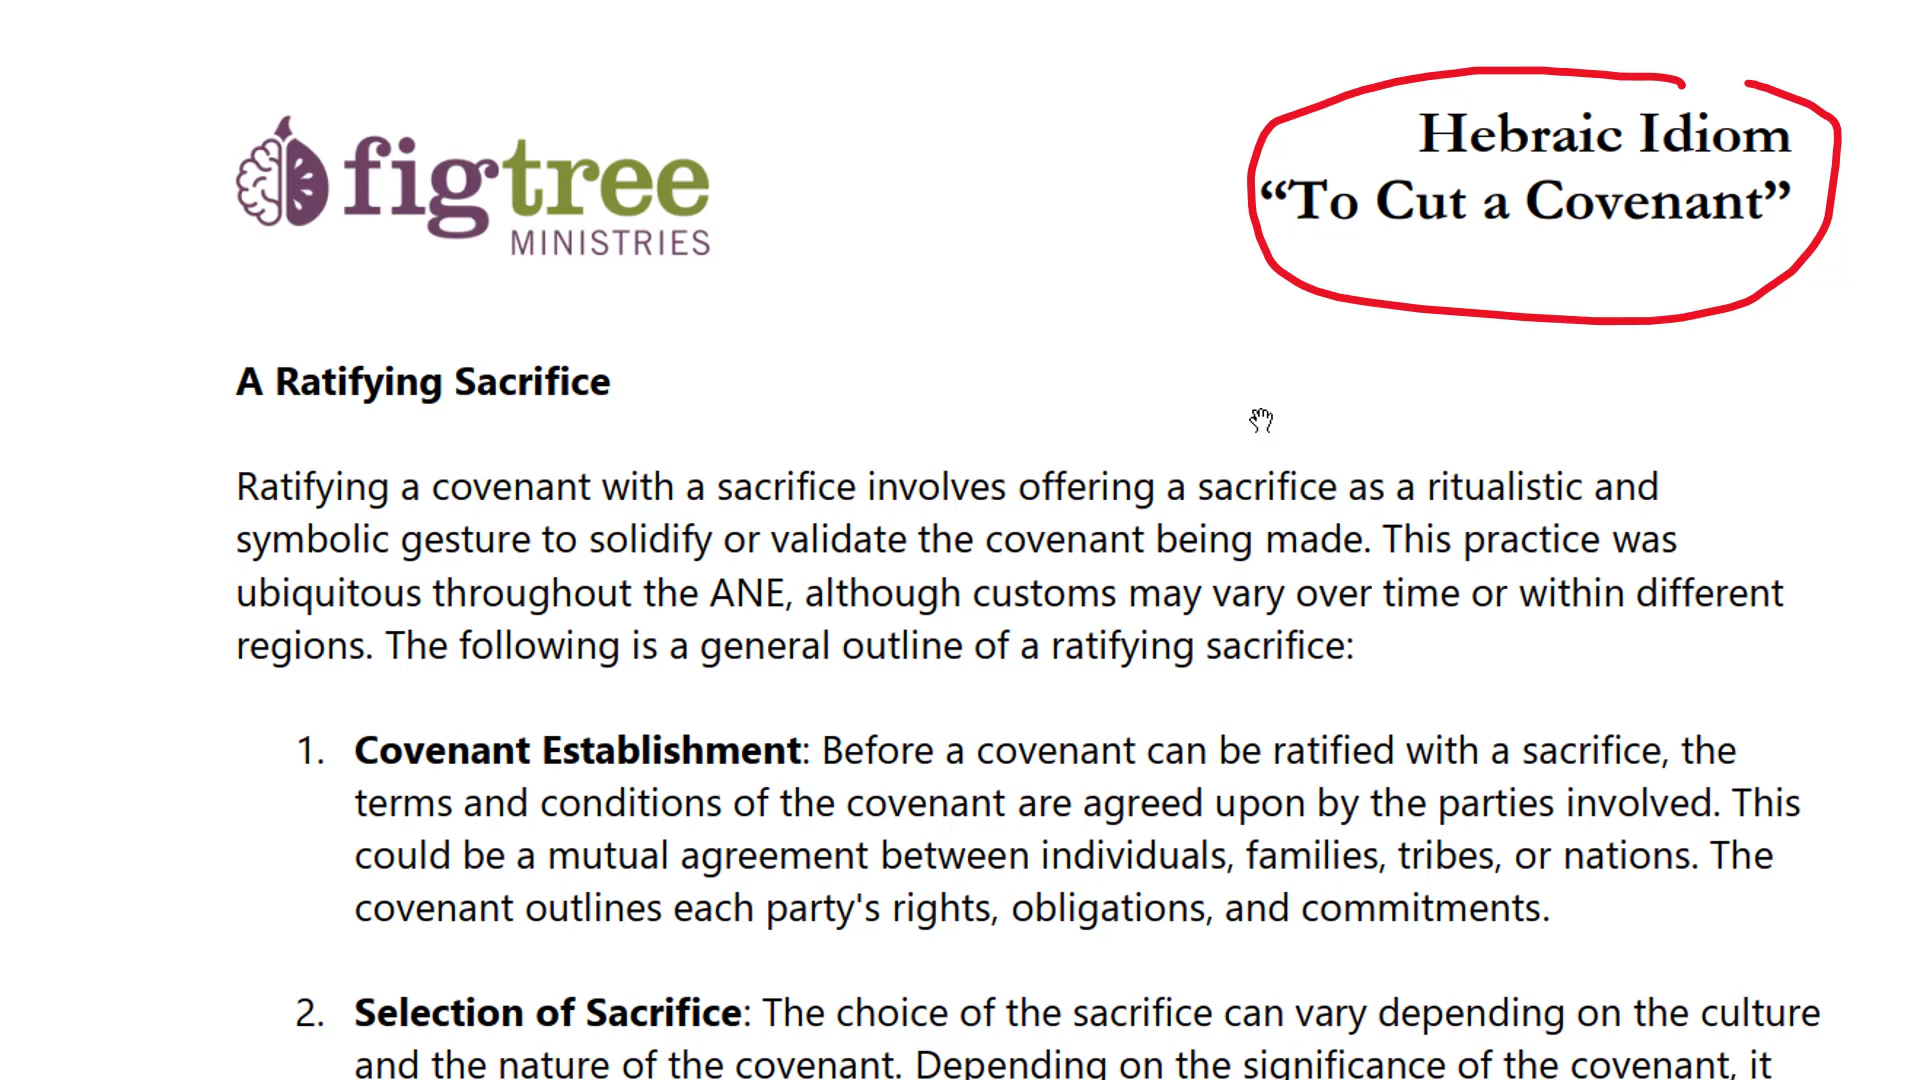 figtree
MINISTRIES
Hebraic Idiom
“To Cut a Covenant”
A Ratifying Sacrifice
Ratifying a covenant with a sacrifice involves offering a sacrifice as a ritualistic and
symbolic gesture to solidify or validate the covenant being made. This practice was
ubiquitous throughout the ANE, although customs may vary over time or within different
regions. The following is a general outline of a ratifying sacrifice:
1. Covenant Establishment: Before a covenant can be ratified with a sacrifice, the
terms and conditions of the covenant are agreed upon by the parties involved. This
could be a mutual agreement between individuals, families, tribes, or nations. The
covenant outlines each party's rights, obligations, and commitments.
2. Selection of Sacrifice: The choice of the sacrifice can vary depending on the culture
and the nature of the covenant. Depending on the significance of the covenant, it